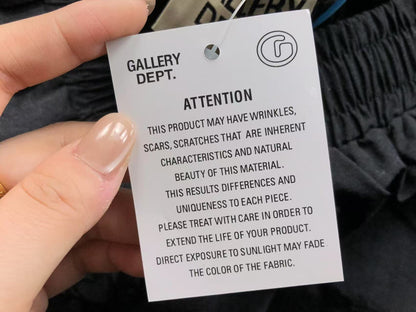 GALLERY
DEPT.
GALLERY
DEPT.
G
ATTENTION
THIS PRODUCT MAY HAVE WRINKLES,
SCARS, SCRATCHES THAT ARE INHERENT
CHARACTERISTICS AND NATURAL
BEAUTY OF THIS MATERIAL.
THIS RESULTS DIFFERENCES AND
UNIQUENESS TO EACH PIECE.
PLEASE TREAT WITH CARE IN ORDER TO
EXTEND THE LIFE OF YOUR PRODUCT.
DIRECT EXPOSURE TO SUNLIGHT MAY FADE
THE COLOR OF THE FABRIC.